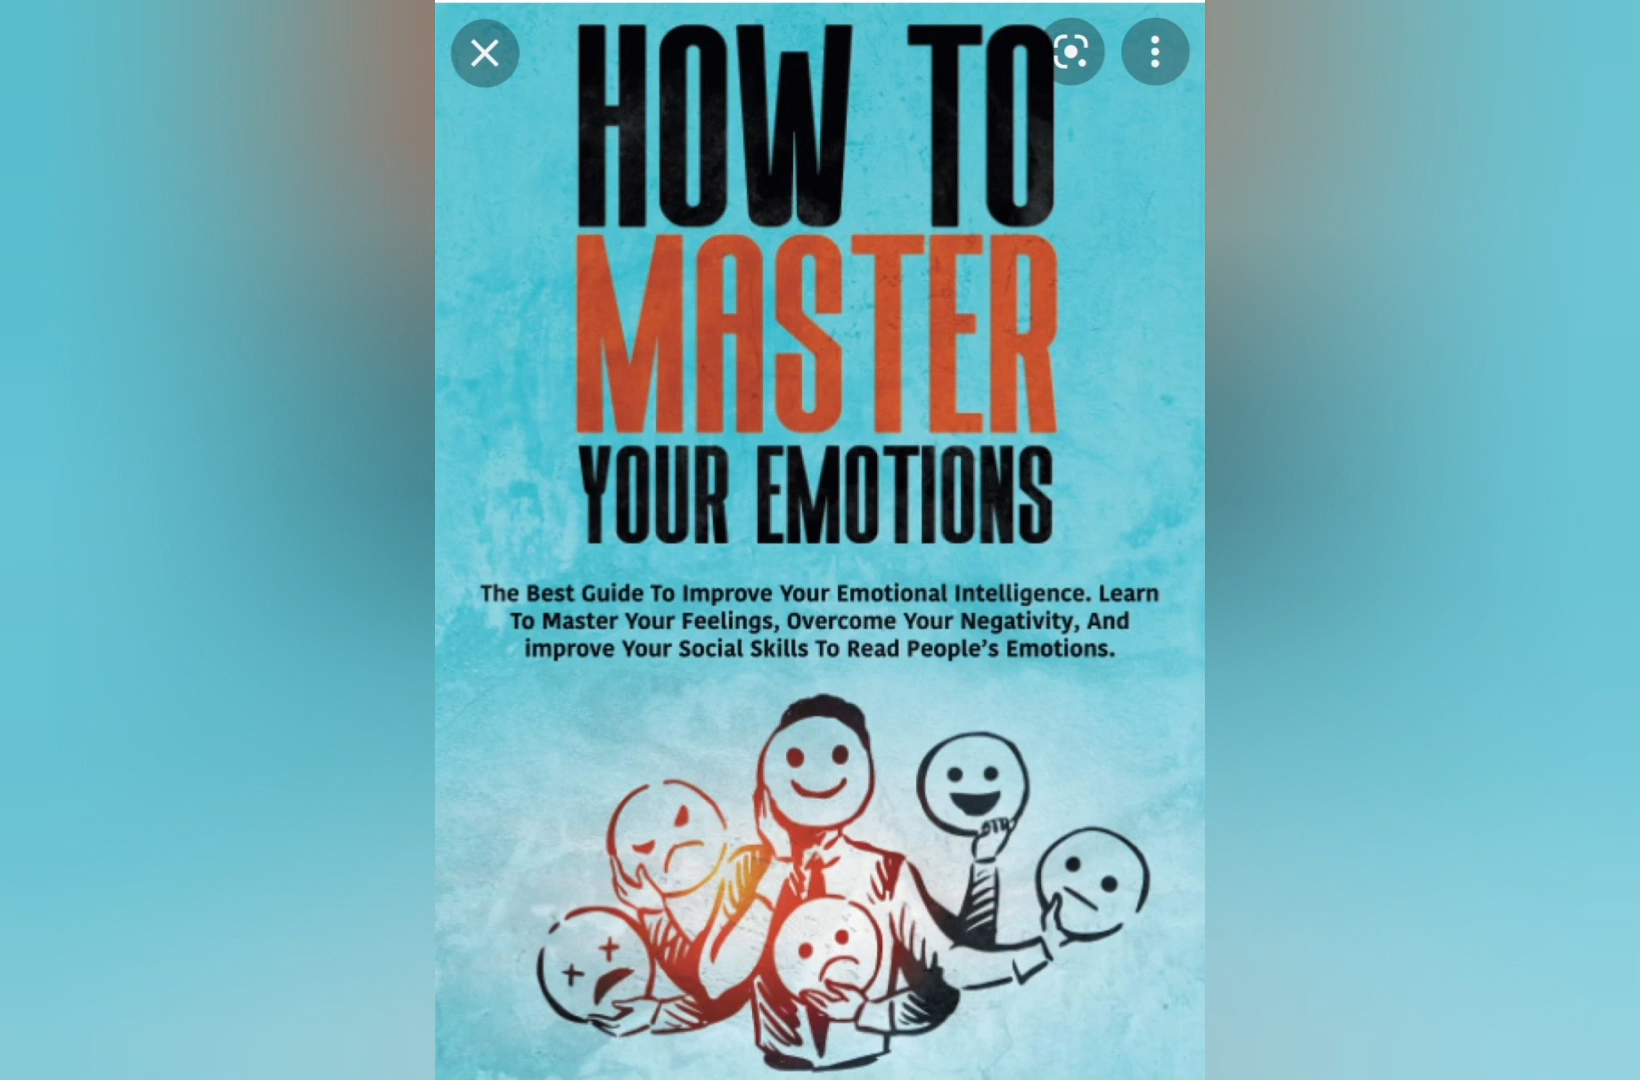 HOW TO
MASTER
YOUR EMOTIONS
The Best Guide To Improve Your Emotional Intelligence. Learn
To Master Your Feelings, Overcome Your Negativity, And
improve Your Social Skills To Read People’s Emotions.